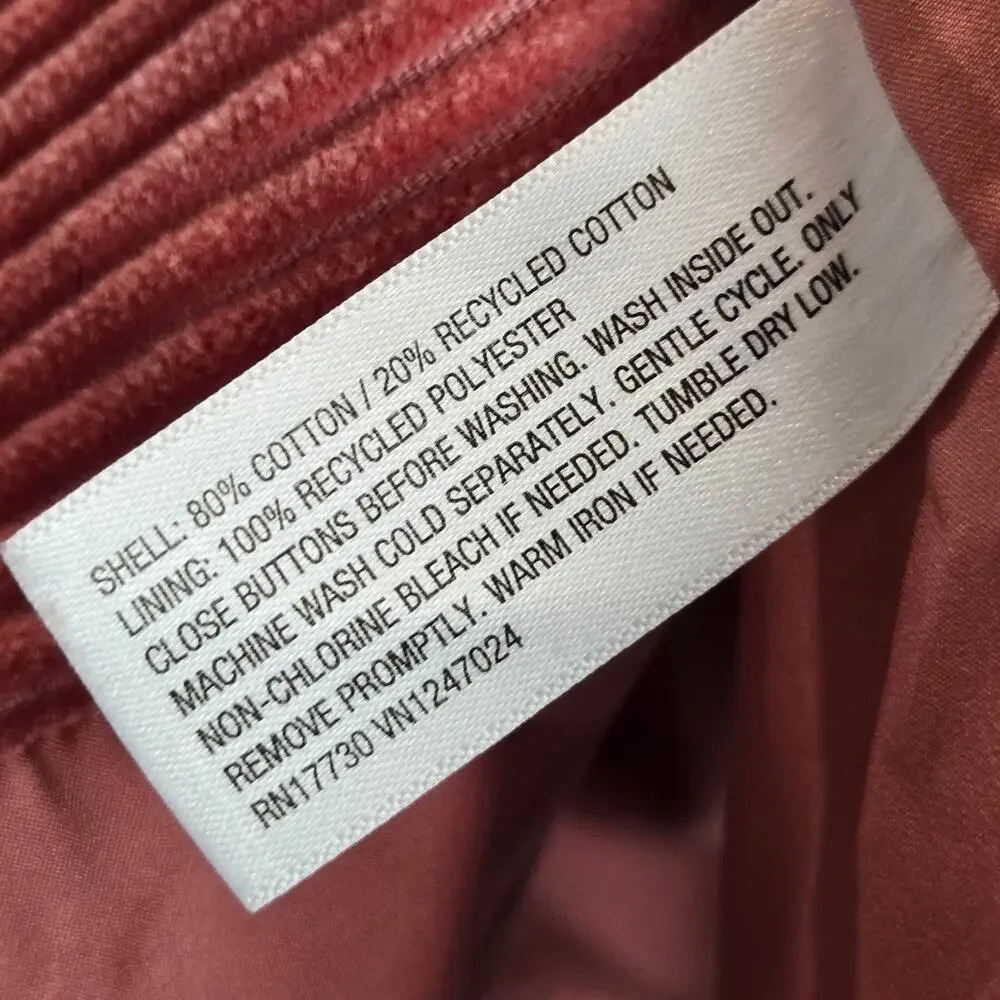 SHELL: 80% COTTON / 20% RECYCLED COTTON
LINING: 100% RECYCLED POLYESTER
CLOSE BUTTONS BEFORE WASHING. WASH INSIDE OUT.
MACHINE WASH COLD SEPARATELY. GENTLE CYCLE. ONLY
NON-CHLORINE BLEACH IF NEEDED. TUMBLE DRY LOW.
REMOVE PROMPTLY. WARM IRON IF NEEDED.
RN17730 VN1247024